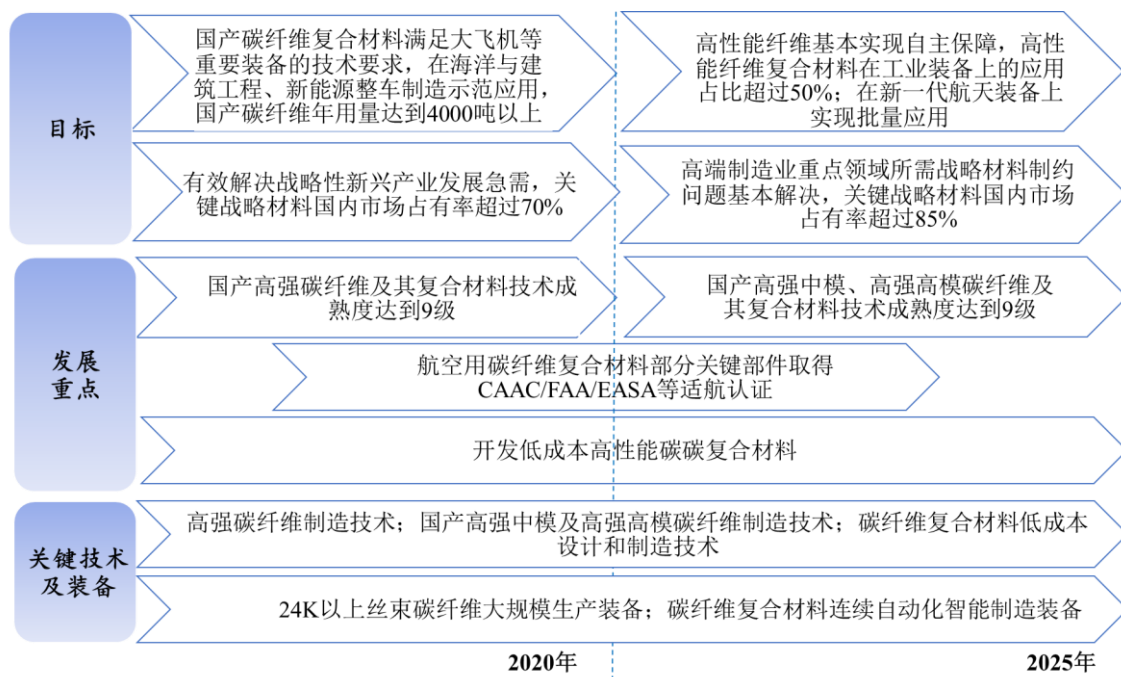 目标
国产碳纤维复合材料满足大飞机等
重要装备的技术要求，在海洋与建
筑工程、新能源整车制造示范应用，
国产碳纤维年用量达到4000吨以上
高性能纤维基本实现自主保障，高性
能纤维复合材料在工业装备上的应用
占比超过50%；在新一代航天装备上
实现批量应用
有效解决战略性新兴产业发展急需，关
键战略材料国内市场占有率超过70%
高端制造业重点领域所需战略材料制约
问题基本解决，关键战略材料国内市场
占有率超过85%
发展
重点
国产高强碳纤维及其复合材料技术成
熟度达到9级
国产高强中模、高强高模碳纤维及
其复合材料技术成熟度达到9级
航空用碳纤维复合材料部分关键部件取得
CAAC/FAA/EASA等适航认证
开发低成本高性能碳碳复合材料
关键技术
及装备
高强碳纤维制造技术；国产高强中模及高强高模碳纤维制造技术；碳纤维复合材料低成本
设计和制造技术
24K以上丝束碳纤维大规模生产装备；碳纤维复合材料连续自动化智能制造装备
2020年
2025年